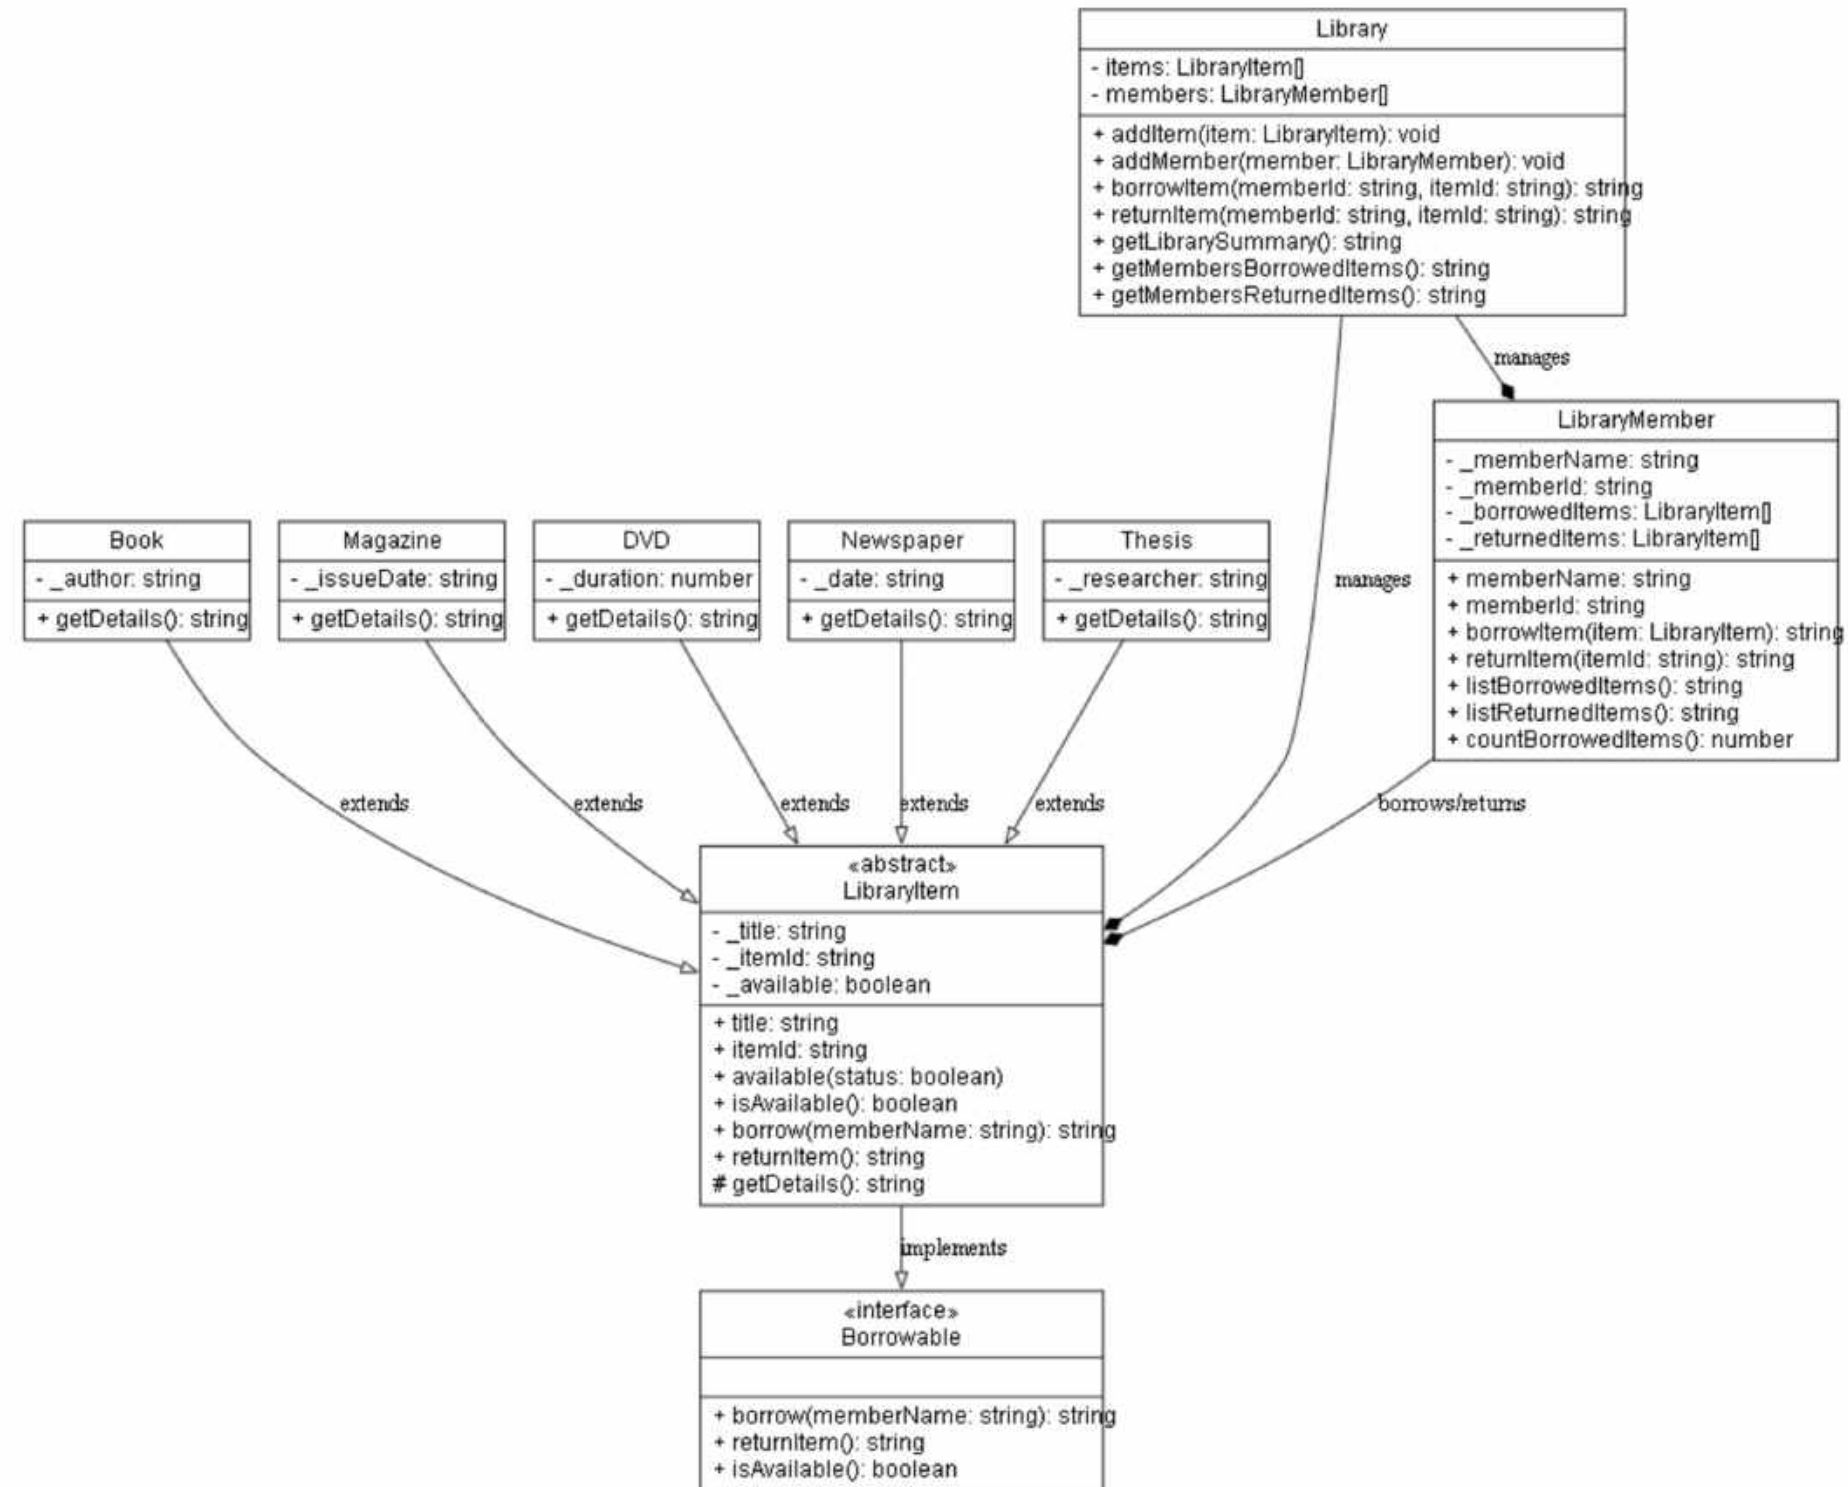 Library
- items: LibraryItem[]
- members: LibraryMember[]
+ addItem(item: LibraryItem): void
+ addMember(member: LibraryMember): void
+ borrowItem(memberId: string, itemId: string): string
+ returnItem(memberId: string, itemId: string): string
+ getLibrarySummary(): string
+ getMembersBorrowedItems(): string
+ getMembersReturnedItems(): string
manages
LibraryMember
- _memberName: string
- _memberId: string
- _borrowedItems: LibraryItem[]
- _returnedItems: LibraryItem[]
+ memberName: string
+ memberId: string
+ borrowItem(item: LibraryItem): string
+ returnItem(itemId: string): string
+ listBorrowedItems(): string
+ listReturnedItems(): string
+ countBorrowedItems(): number
Book
- _author: string
+ getDetails(): string
Magazine
- _issueDate: string
+ getDetails(): string
DVD
- _duration: number
+ getDetails(): string
Newspaper
- _date: string
+ getDetails(): string
Thesis
- _researcher: string
+ getDetails(): string
manages
extends
extends
extends
extends
extends
borrows/returns
«abstract»
LibraryItem
- _title: string
- _itemId: string
- _available: boolean
+ title: string
+ itemId: string
+ available(status: boolean)
+ isAvailable(): boolean
+ borrow(memberName: string): string
+ returnItem(): string
# getDetails(): string
implements
«interface»
Borrowable
+ borrow(memberName: string): string
+ returnItem(): string
+ isAvailable(): boolean